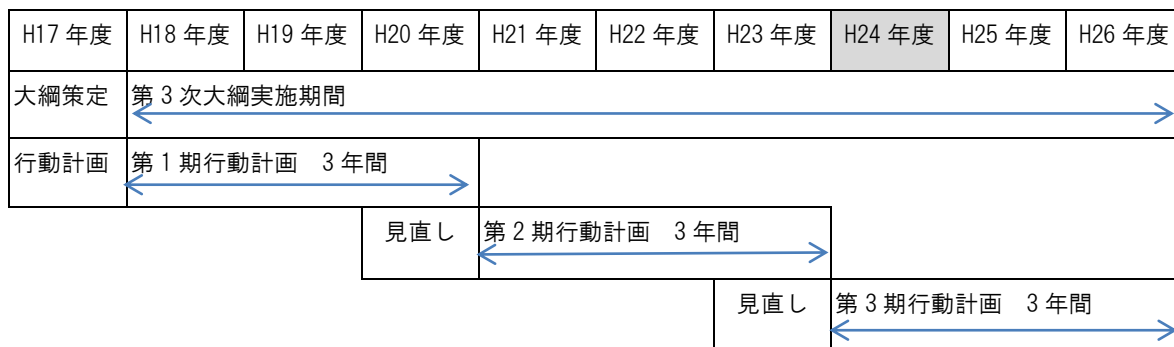 H17 年度 H18 年度 H19 年度 H20 年度 H21 年度 H22 年度 H23 年度 H24 年度 H25 年度 H26 年度
大綱策定 第３次大綱実施期間
行動計画 第１期行動計画　３年間
見直し 第２期行動計画　３年間
見直し 第３期行動計画　３年間